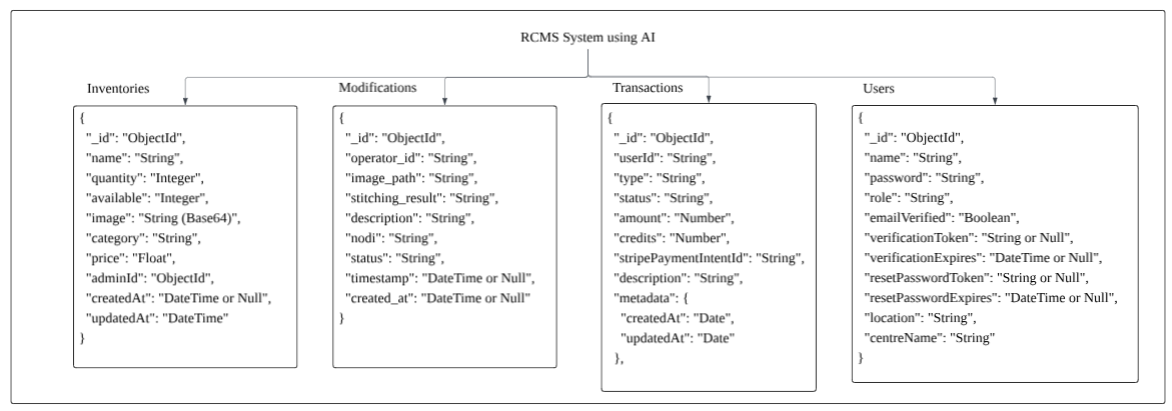 RCMS System using AI
Inventories
{
"_id": "ObjectId",
"name": "String",
"quantity": "Integer",
"available": "Integer",
"image": "String (Base64)",
"category": "String",
"price": "Float",
"adminId": "ObjectId",
"createdAt": "DateTime or Null",
"updatedAt": "DateTime"
}
Modifications
{
"_id": "ObjectId",
"operator_id": "String",
"image_path": "String",
"stitching_result": "String",
"description": "String",
"nodi": "String",
"status": "String",
"timestamp": "DateTime or Null",
"created_at": "DateTime or Null"
}
Transactions
{
"_id": "ObjectId",
"userId": "String",
"type": "String",
"status": "String",
"amount": "Number",
"credits": "Number",
"stripePaymentIntentId": "String",
"description": "String",
"metadata": {
"createdAt": "Date",
"updatedAt": "Date"
},
Users
{
"_id": "ObjectId",
"name": "String",
"password": "String",
"role": "String",
"emailVerified": "Boolean",
"verificationToken": "String or Null",
"verificationExpires": "DateTime or Null",
"resetPasswordToken": "String or Null",
"resetPasswordExpires": "DateTime or Null",
"location": "String",
"centreName": "String"
}